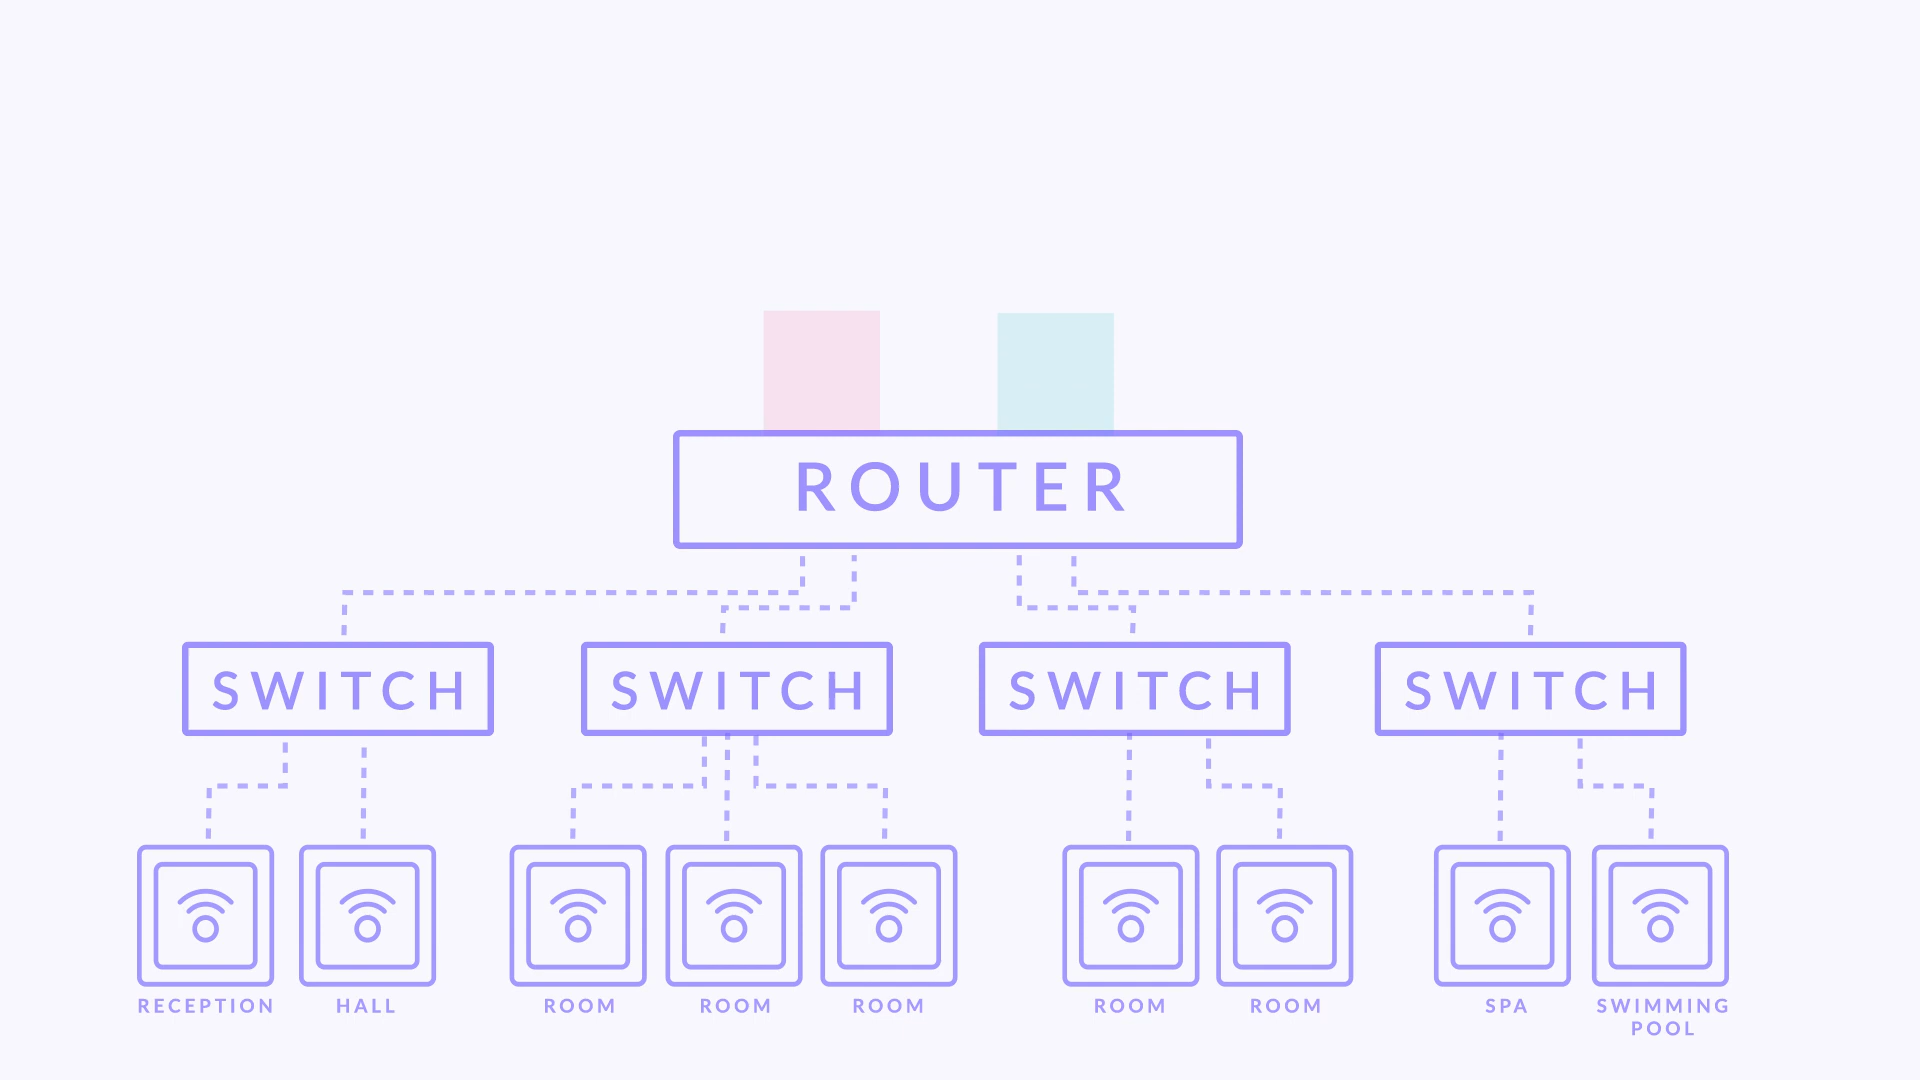 ROUTER
SWITCH
SWITCH
SWITCH
SWITCH
RECEPTION
HALL
ROOM
ROOM
ROOM
ROOM
ROOM
SPA
SWIMMING
POOL